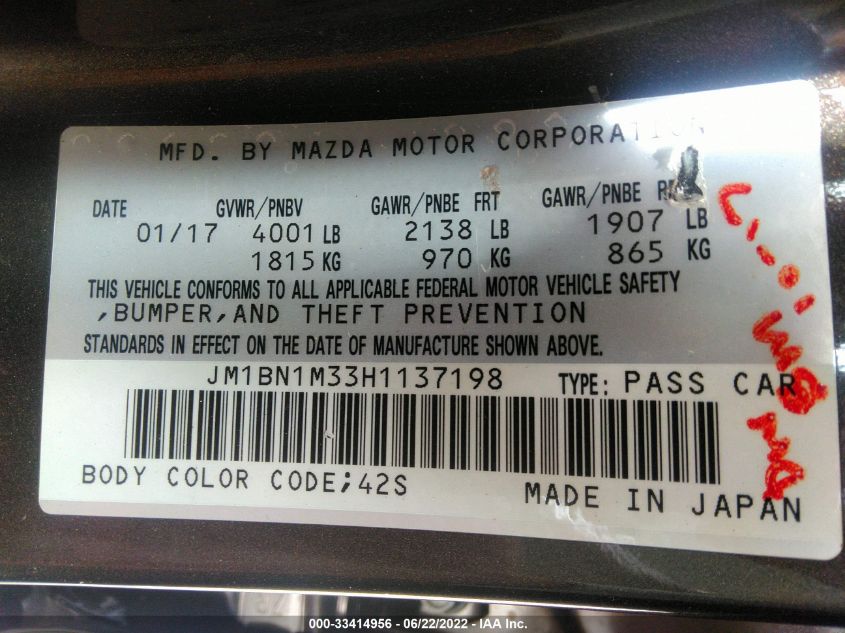 MFD. BY MAZDA MOTOR CORPORATION
DATE GVWR/PNBV GAWR/PNBE FRT GAWR/PNBE
01/17 4001 LB 2138 LB 1907 LB
1815 KG 970 KG 865 KG
THIS VEHICLE CONFORMS TO ALL APPLICABLE FEDERAL MOTOR VEHICLE SAFETY
,BUMPER,AND THEFT PREVENTION
STANDARDS IN EFFECT ON THE DATE OF MANUFACTURE SHOWN ABOVE.
JM1BN1M33H1137198 TYPE: PASS CAR
BODY COLOR CODE;42S MADE IN JAPAN
000-33414956 - 06/22/2022 - IAA Inc.